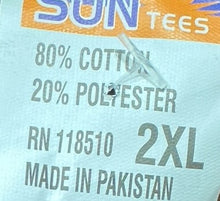 SUN TEES
80% COTTON
20% POLYESTER
RN 118510 2XL
MADE IN PAKISTAN